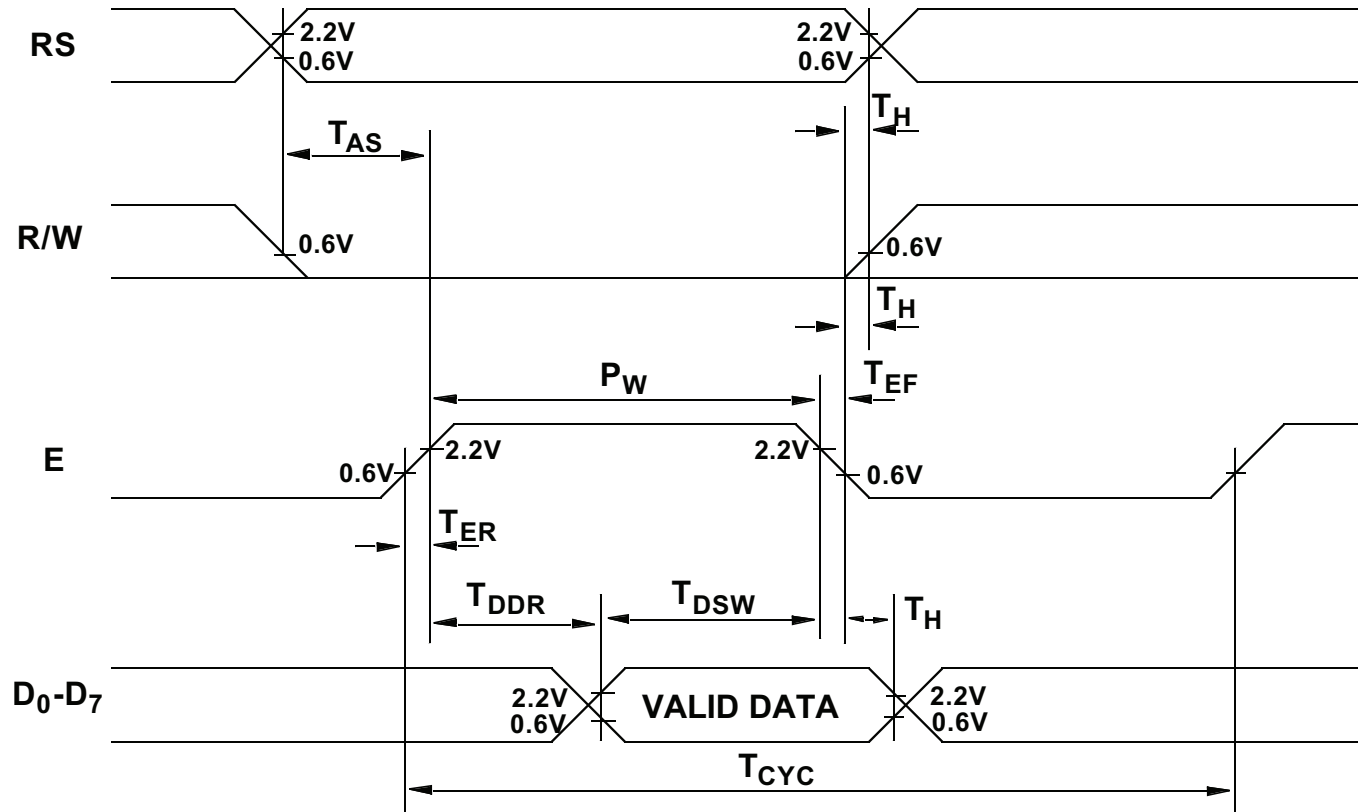 RS
2.2V
0.6V
2.2V
0.6V
T_H
T_AS
R/W
0.6V
0.6V
T_H
P_W
T_EF
E
0.6V
2.2V
2.2V
0.6V
T_ER
T_DDR
T_DSW
T_H
D₀-D₇
2.2V
0.6V
VALID DATA
2.2V
0.6V
T_CYC